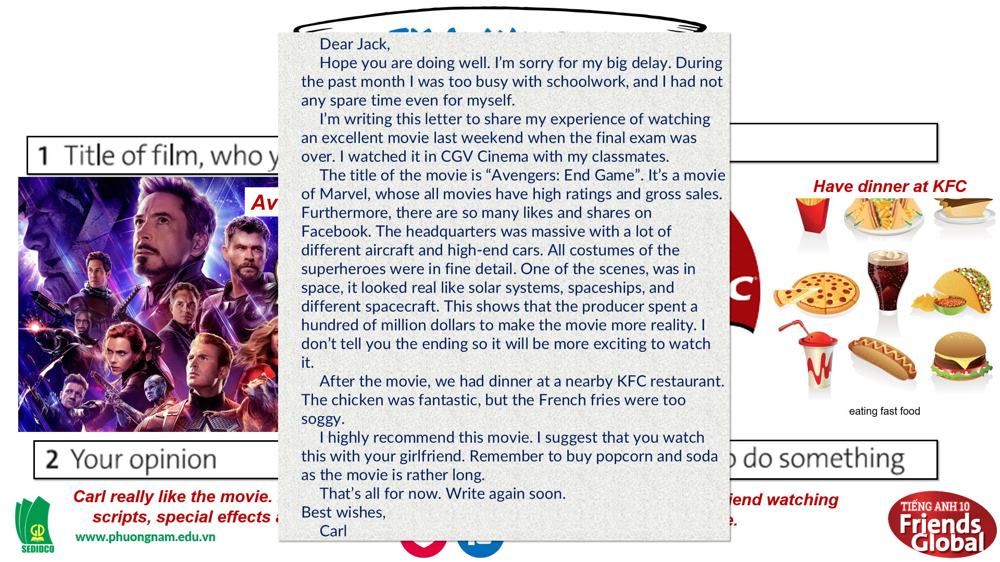 Dear Jack,
Hope you are doing well. I’m sorry for my big delay. During
the past month I was too busy with schoolwork, and I had not
any spare time even for myself.
I’m writing this letter to share my experience of watching
an excellent movie last weekend when the final exam was
over. I watched it in CGV Cinema with my classmates.
The title of the movie is “Avengers: End Game”. It’s a movie
of Marvel, whose all movies have high ratings and gross sales.
Furthermore, there are so many likes and shares on
Facebook. The headquarters was massive with a lot of
different aircraft and high-end cars. All costumes of the
superheroes were in fine detail. One of the scenes, was in
space, it looked real like solar systems, spaceships, and
different spacecraft. This shows that the producer spent a
hundred of million dollars to make the movie more reality. I
don’t tell you the ending so it will be more exciting to watch
it.
After the movie, we had dinner at a nearby KFC restaurant.
The chicken was fantastic, but the French fries were too
soggy.
I highly recommend this movie. I suggest that you watch
this with your girlfriend. Remember to buy popcorn and soda
as the movie is rather long.
That’s all for now. Write again soon.
Best wishes,
Carl
1 Title of film, who y
Av
2 Your opinion
Carl really like the movie.
scripts, special effects
GD
SEDIDCO
www.phuongnam.edu.vn
Have dinner at KFC
C
eating fast food
do something
iend watching
e.
TIẾNG ANH 10
Friends
Global